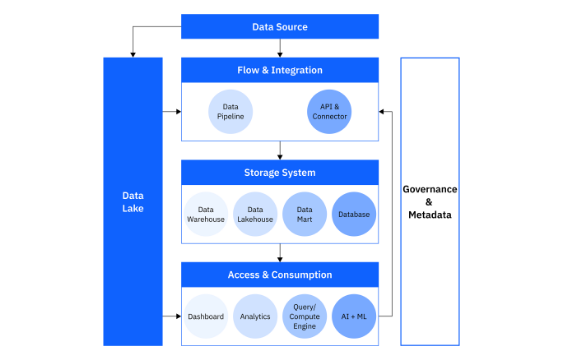 Data Source
Flow & Integration
Data
Pipeline
API &
Connector
Storage System
Data
Warehouse
Data
Lakehouse
Data
Mart
Database
Access & Consumption
Dashboard
Analytics
Query/
Compute
Engine
AI + ML
Data
Lake
Governance
&
Metadata